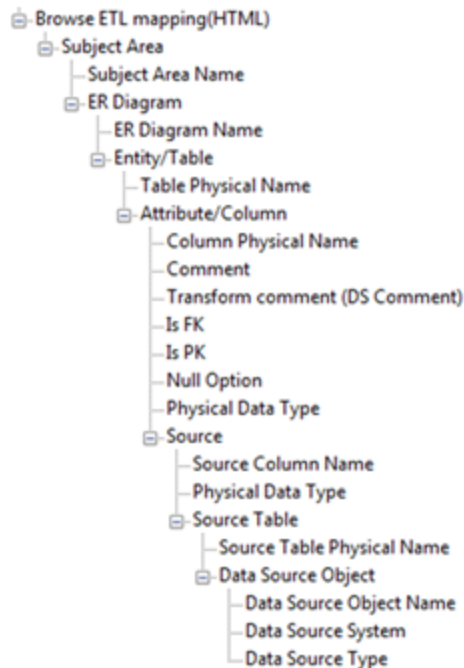 Browse ETL mapping(HTML)
Subject Area
Subject Area Name
ER Diagram
ER Diagram Name
Entity/Table
Table Physical Name
Attribute/Column
Column Physical Name
Comment
Transform comment (DS Comment)
Is FK
Is PK
Null Option
Physical Data Type
Source
Source Column Name
Physical Data Type
Source Table
Source Table Physical Name
Data Source Object
Data Source Object Name
Data Source System
Data Source Type